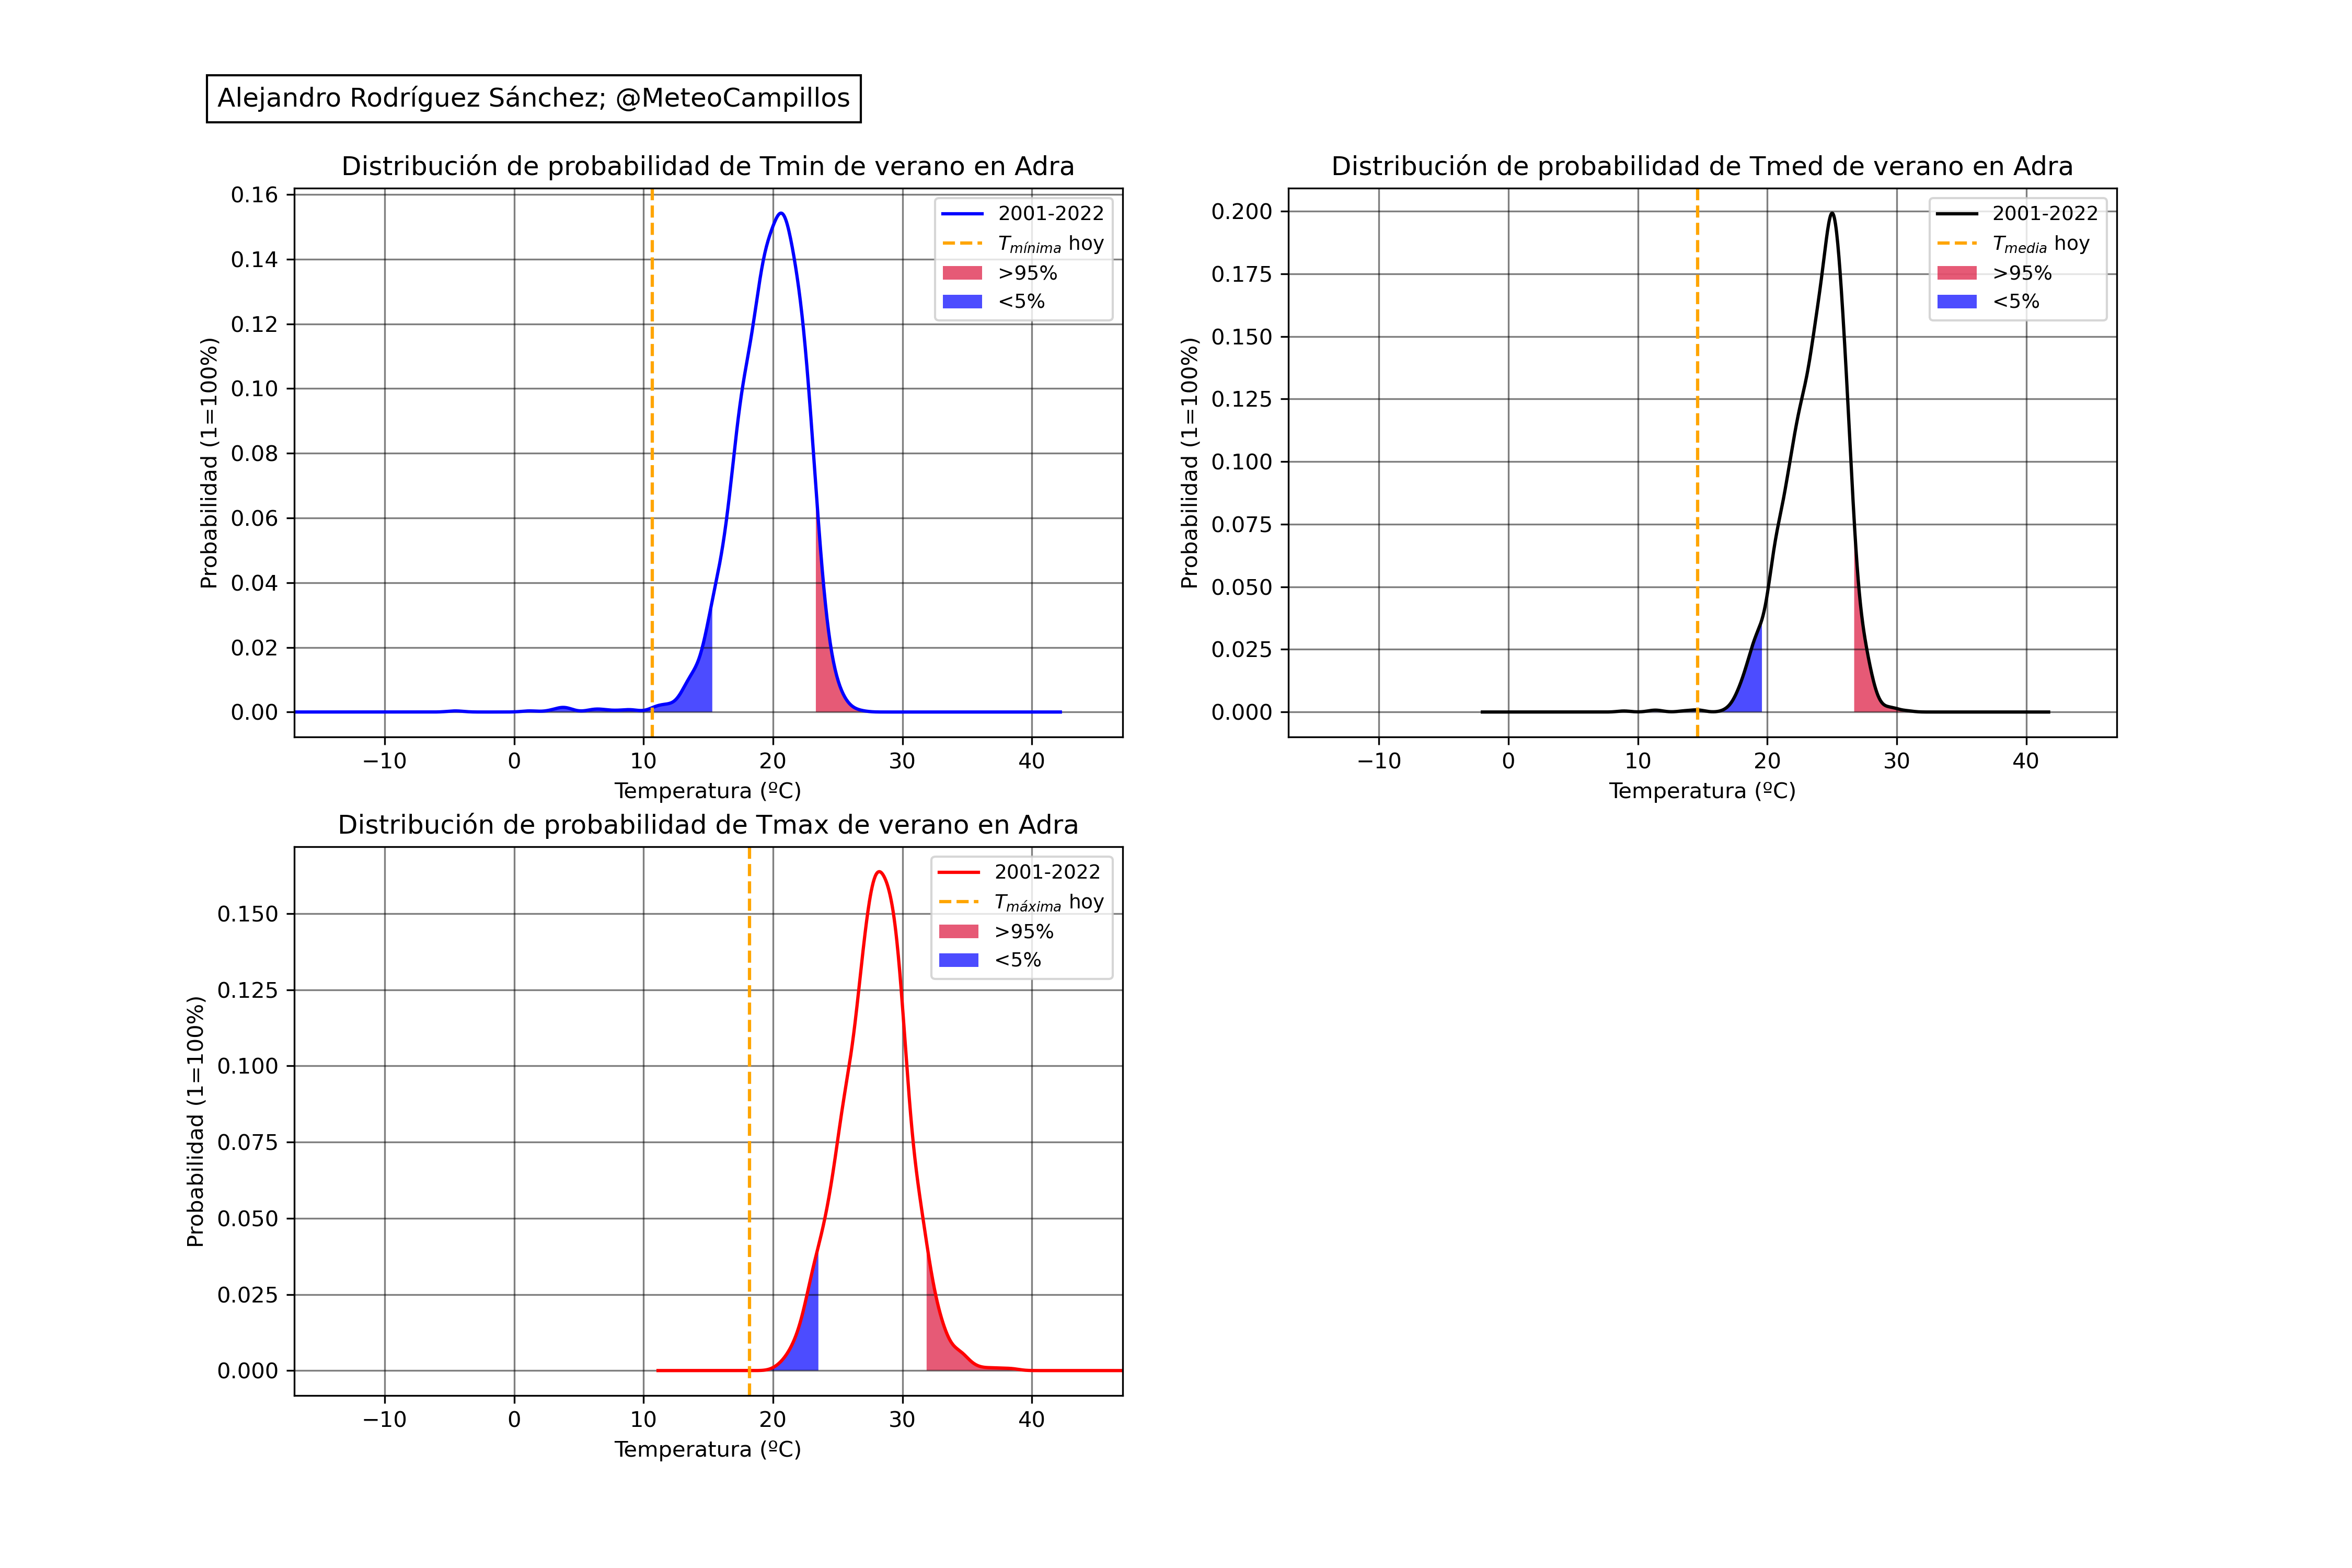 Alejandro Rodríguez Sánchez; @MeteoCampillos
Distribución de probabilidad de Tmin de verano en Adra
Probabilidad (1=100%)
0.16
0.14
0.12
0.10
0.08
0.06
0.04
0.02
0.00
−10 0 10 20 30 40
Temperatura (ºC)
2001-2022
Tmínima hoy
>95%
<5%
Distribución de probabilidad de Tmed de verano en Adra
Probabilidad (1=100%)
0.200
0.175
0.150
0.125
0.100
0.075
0.050
0.025
0.000
−10 0 10 20 30 40
Temperatura (ºC)
2001-2022
Tmedia hoy
>95%
<5%
Distribución de probabilidad de Tmax de verano en Adra
Probabilidad (1=100%)
0.150
0.125
0.100
0.075
0.050
0.025
0.000
−10 0 10 20 30 40
Temperatura (ºC)
2001-2022
Tmáxima hoy
>95%
<5%